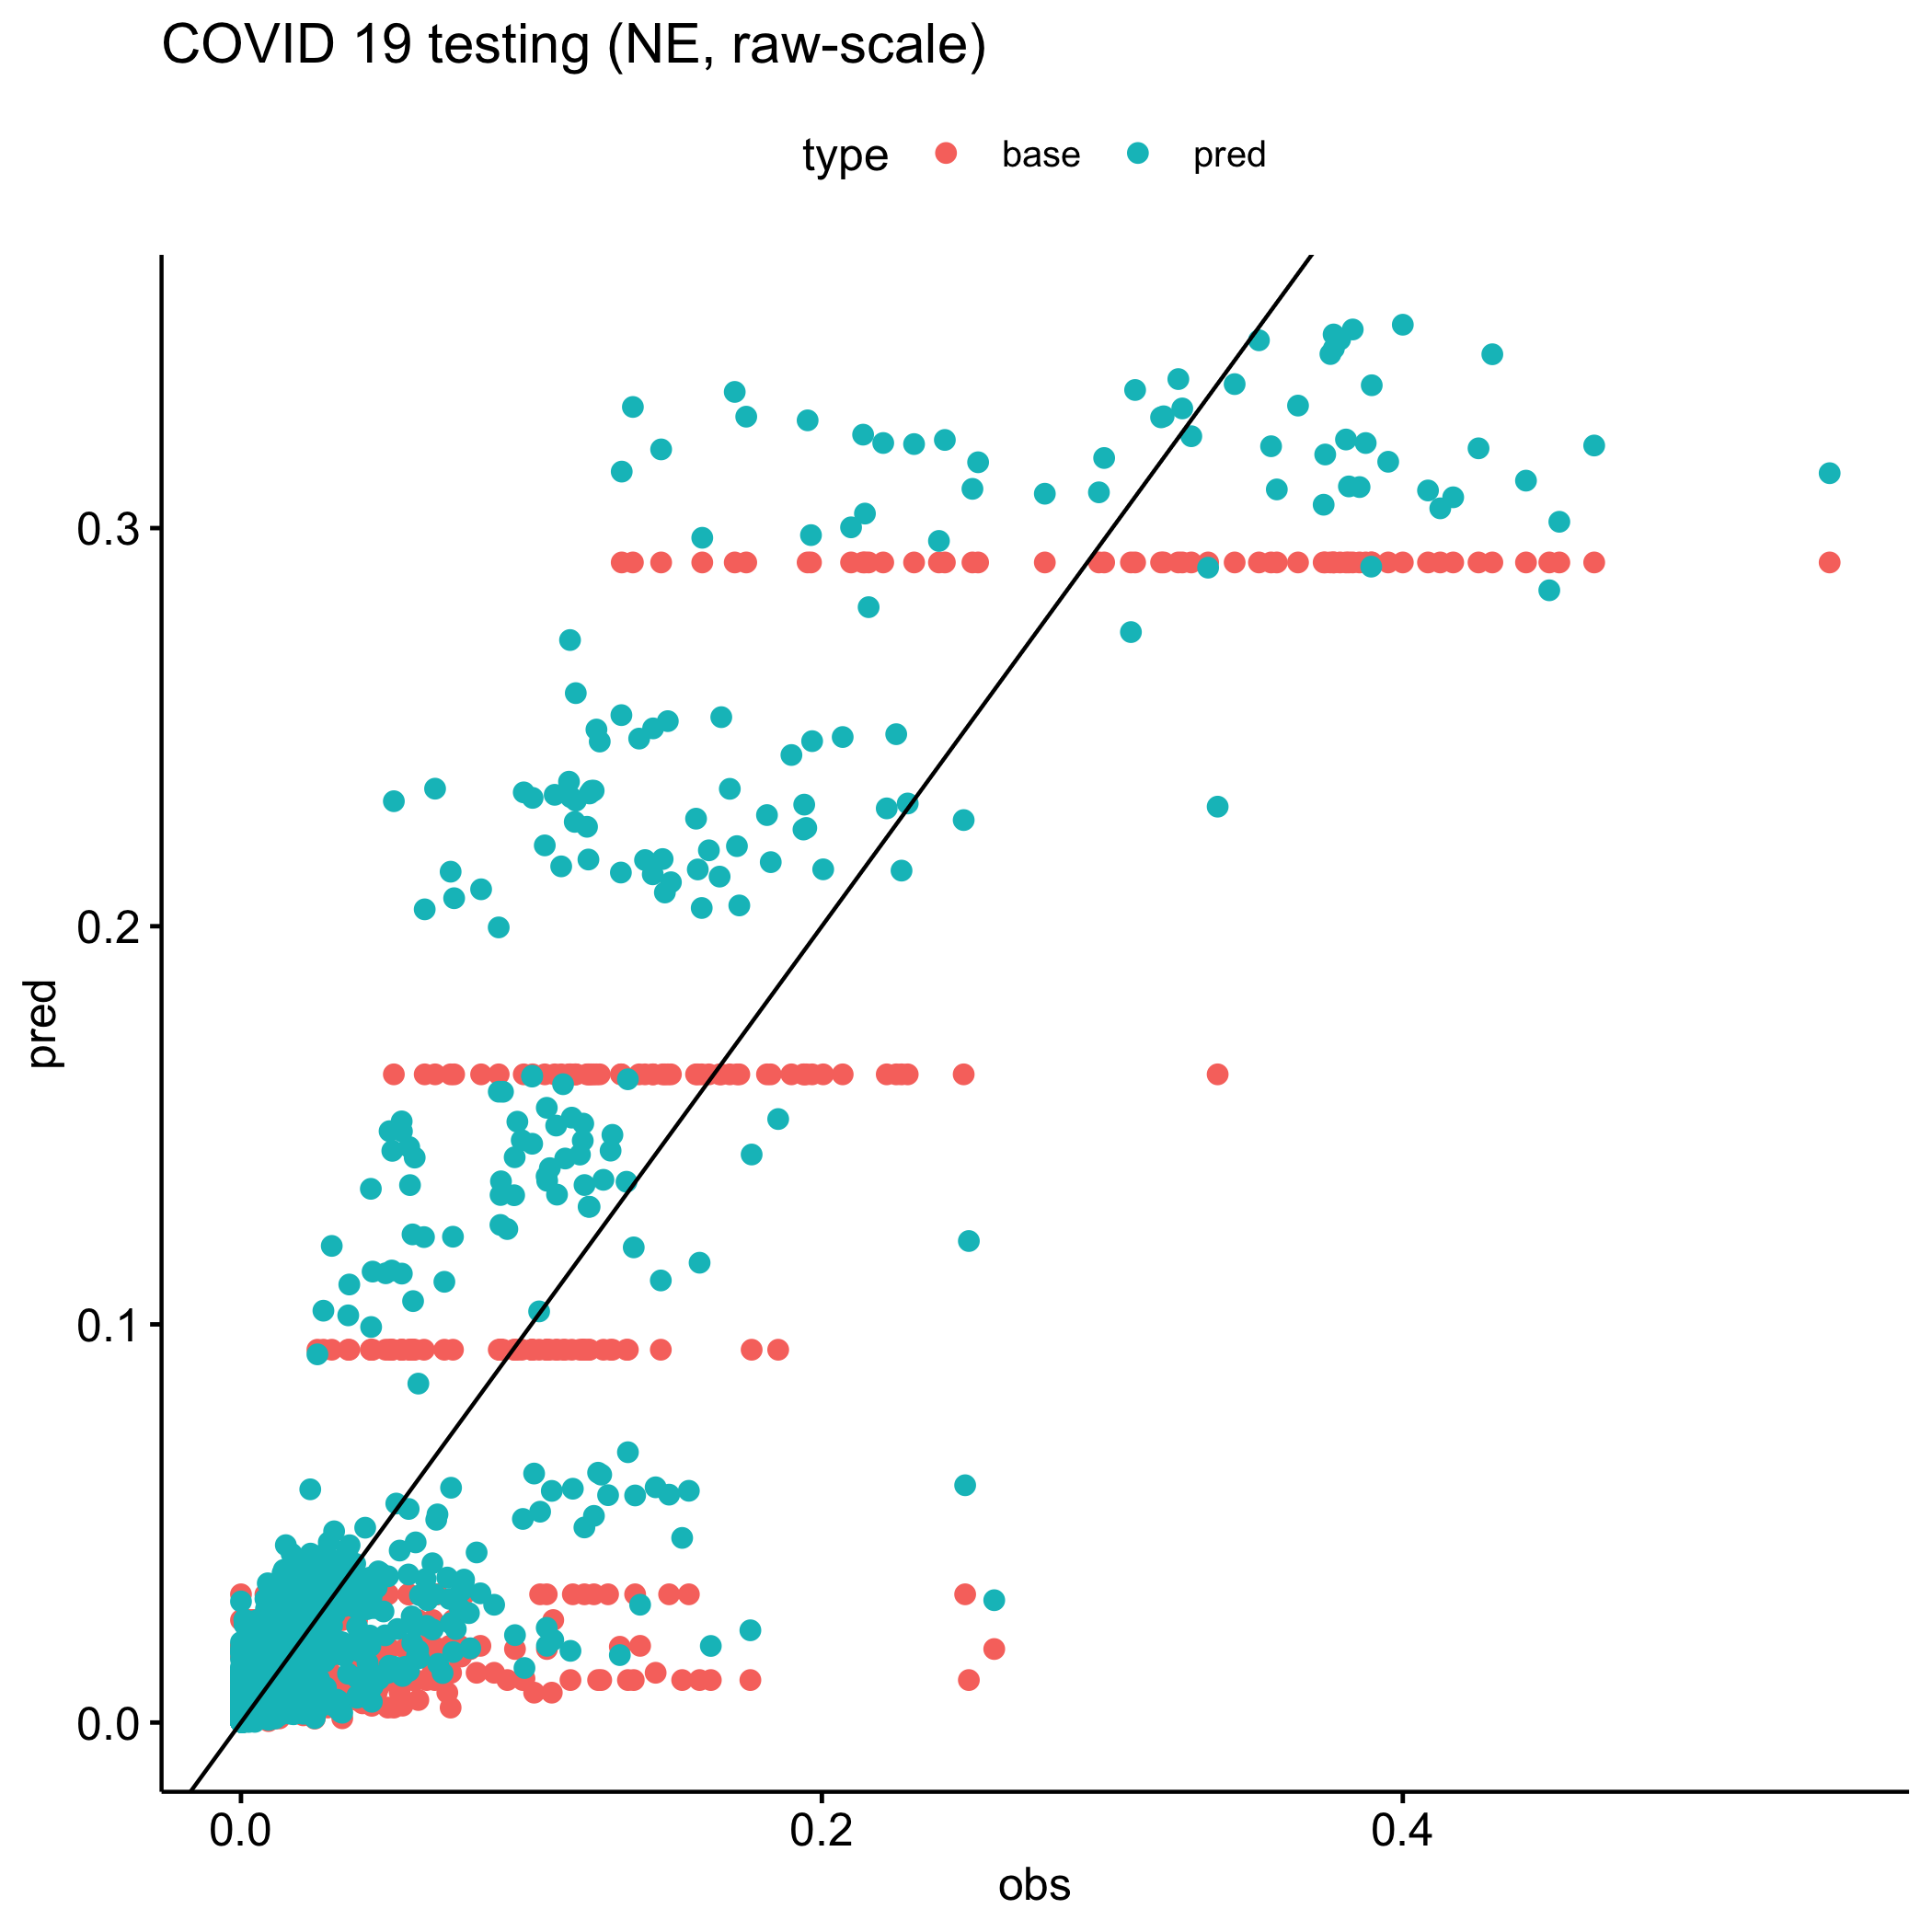 COVID 19 testing (NE, raw-scale)
type base pred
0.3
0.2
0.1
0.0
pred
0.0 0.2 0.4
obs